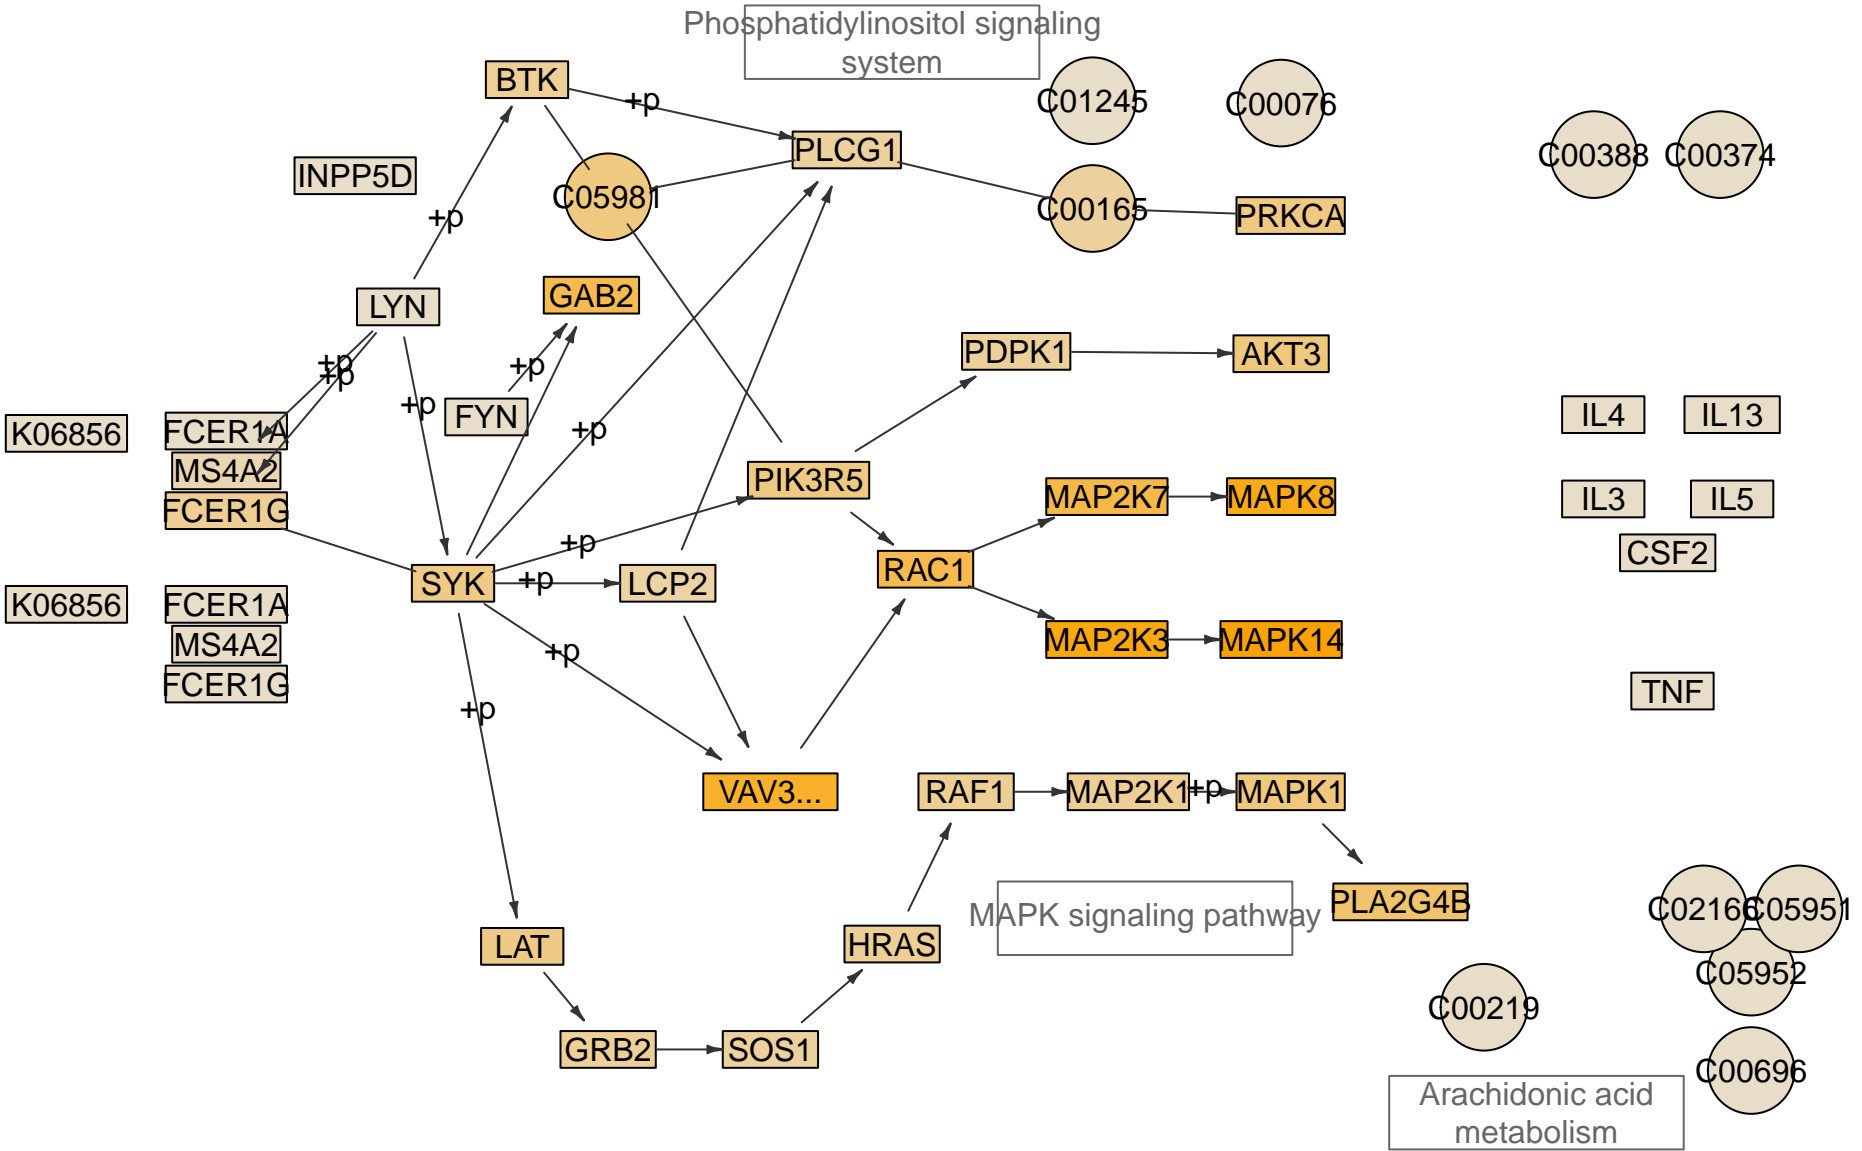 Phosphatidylinositol signaling
system
BTK
+p
C01245
C00076
PLCG1
C00388
C00374
INPP5D
C05981
+p
C00165
PRKCA
LYN
GAB2
PDPK1
AKT3
+p
+p
+p
+p
FYN
IL4
IL13
K06856
FCER1A
+p
MS4A2
PIK3R5
MAP2K7
MAPK8
IL3
IL5
FCER1G
+p
CSF2
SYK
+p
LCP2
RAC1
K06856
FCER1A
MS4A2
+p
MAP2K3
MAPK14
FCER1G
TNF
+p
VAV3...
RAF1
MAP2K1
+p
MAPK1
PLA2G4B
MAPK signaling pathway
C02166
C05951
LAT
HRAS
C05952
C00219
GRB2
SOS1
C00696
Arachidonic acid
metabolism